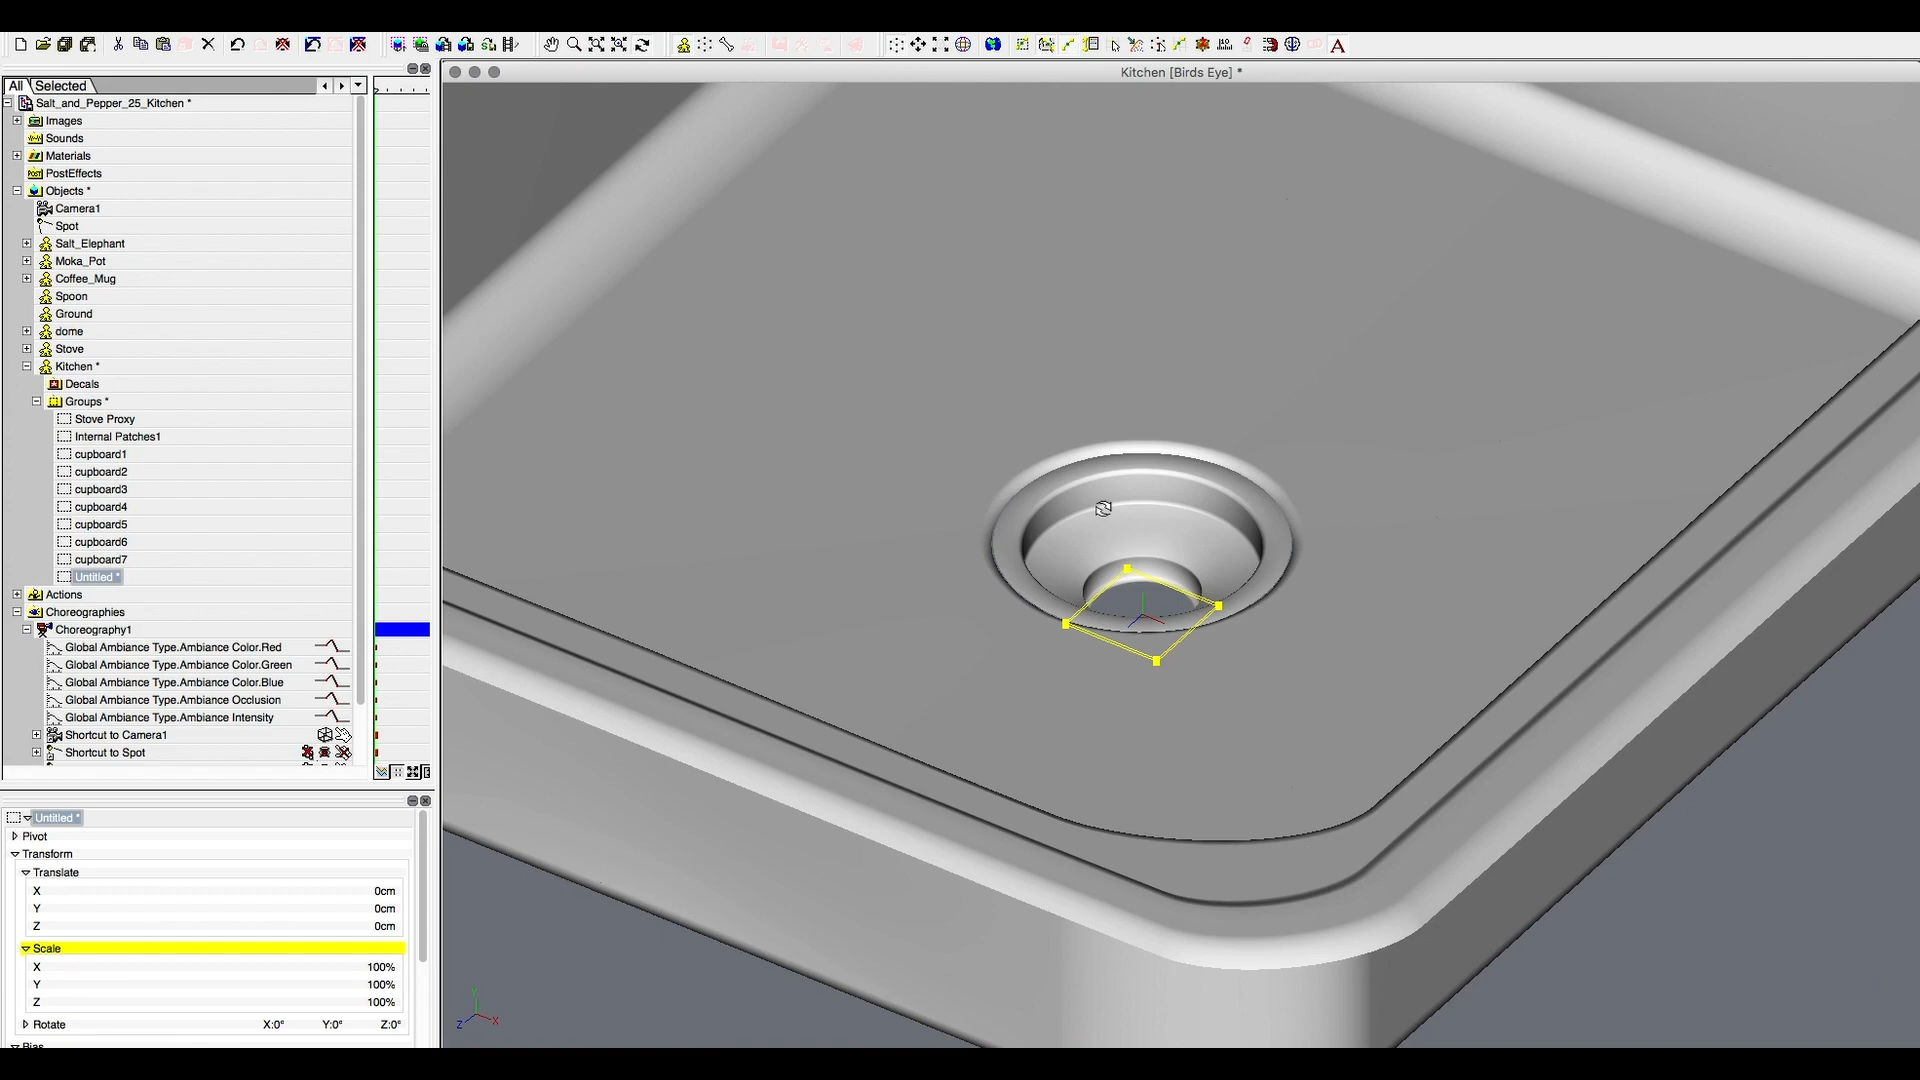 Kitchen [Birds Eye] *
All
Selected
Salt_and_Pepper_25_Kitchen *
Images
Sounds
Materials
PostEffects
Objects *
Camera1
Spot
Salt_Elephant
Moka_Pot
Coffee_Mug
Spoon
Ground
dome
Stove
Kitchen *
Decals
Groups *
Stove Proxy
Internal Patches1
cupboard1
cupboard2
cupboard3
cupboard4
cupboard5
cupboard6
cupboard7
Untitled *
Actions
Choreographies
Choreography1
Global Ambiance Type.Ambiance Color.Red
Global Ambiance Type.Ambiance Color.Green
Global Ambiance Type.Ambiance Color.Blue
Global Ambiance Type.Ambiance Occlusion
Global Ambiance Type.Ambiance Intensity
Shortcut to Camera1
Shortcut to Spot
Untitled *
Pivot
Transform
Translate
X 0cm
Y 0cm
Z 0cm
Scale
X 100%
Y 100%
Z 100%
Rotate X:0° Y:0° Z:0°
Y
Z X